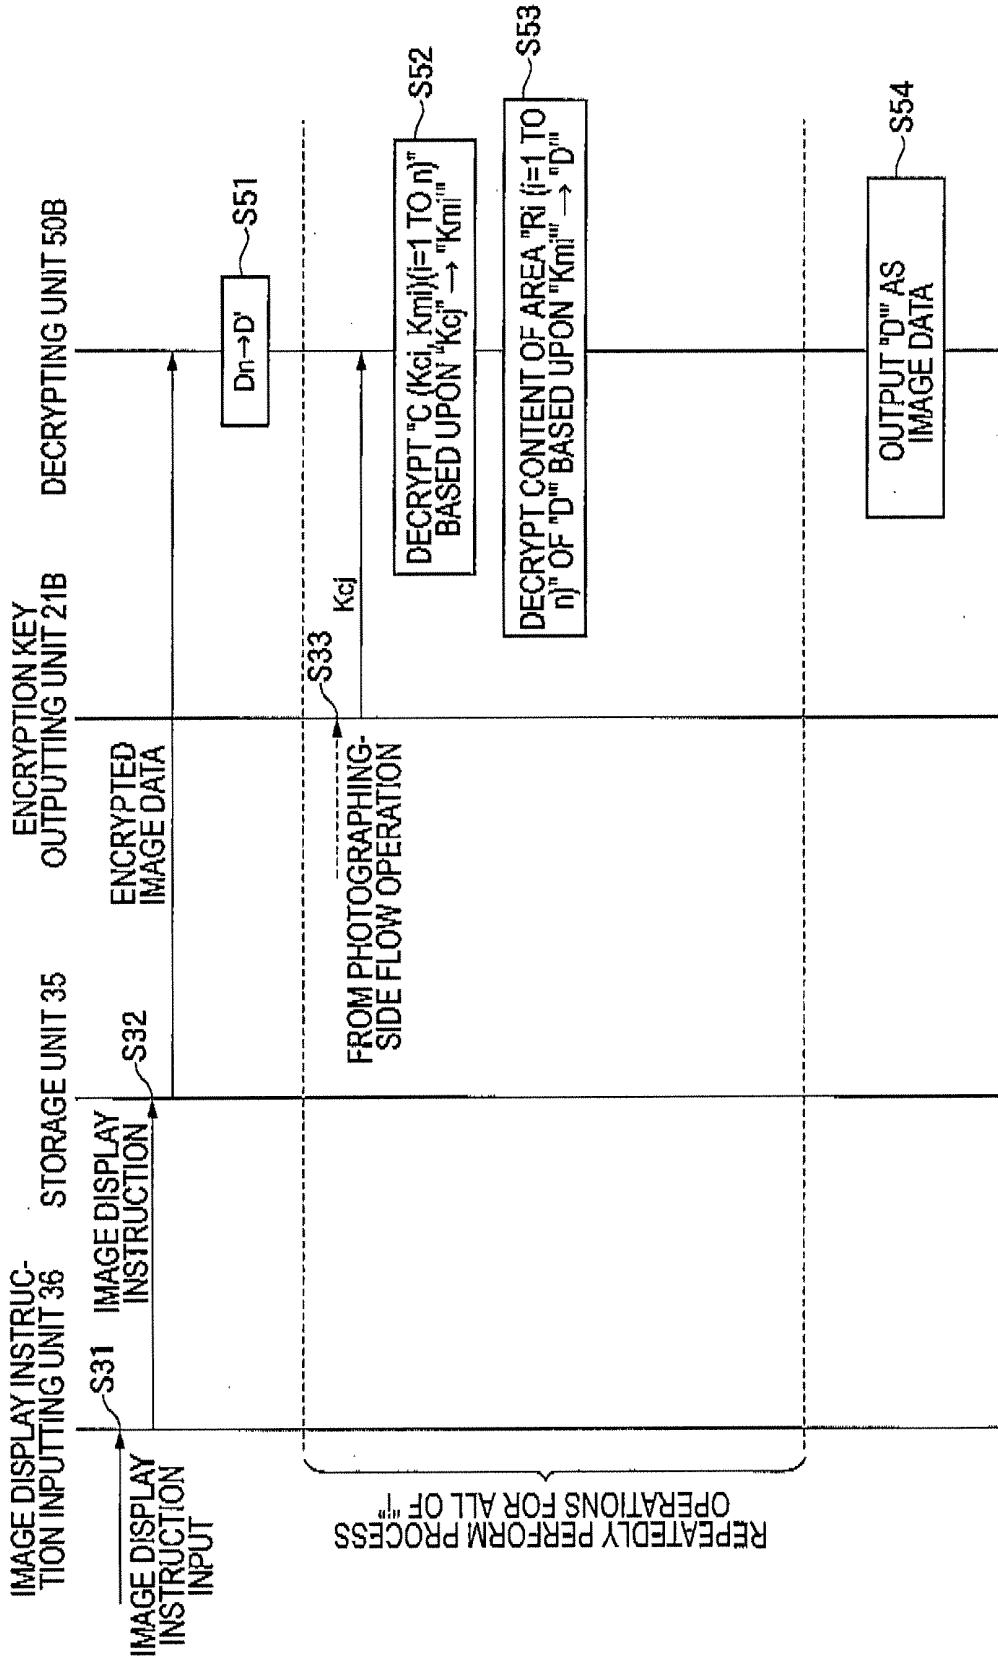 IMAGE DISPLAY INSTRUC-
TION INPUTTING UNIT 36
STORAGE UNIT 35
ENCRYPTION KEY
OUTPUTTING UNIT 21B
DECRYPTING UNIT 50B
IMAGE DISPLAY
INSTRUCTION
INPUT
S31
IMAGE DISPLAY
INSTRUCTION
S32
ENCRYPTED
IMAGE DATA
Dn→D'
S51
REPEATEDLY PERFORM PROCESS
OPERATIONS FOR ALL OF "i"
FROM PHOTOGRAPHING-
SIDE FLOW OPERATION
S33
Kcj
DECRYPT "C (Kci, Kmi)(i=1 TO n)"
BASED UPON "Kcj" → "Kmi'"
S52
DECRYPT CONTENT OF AREA "Ri (i=1 TO
n)" OF "D'" BASED UPON "Kmi'" → "D'"
S53
OUTPUT "D'" AS
IMAGE DATA
S54